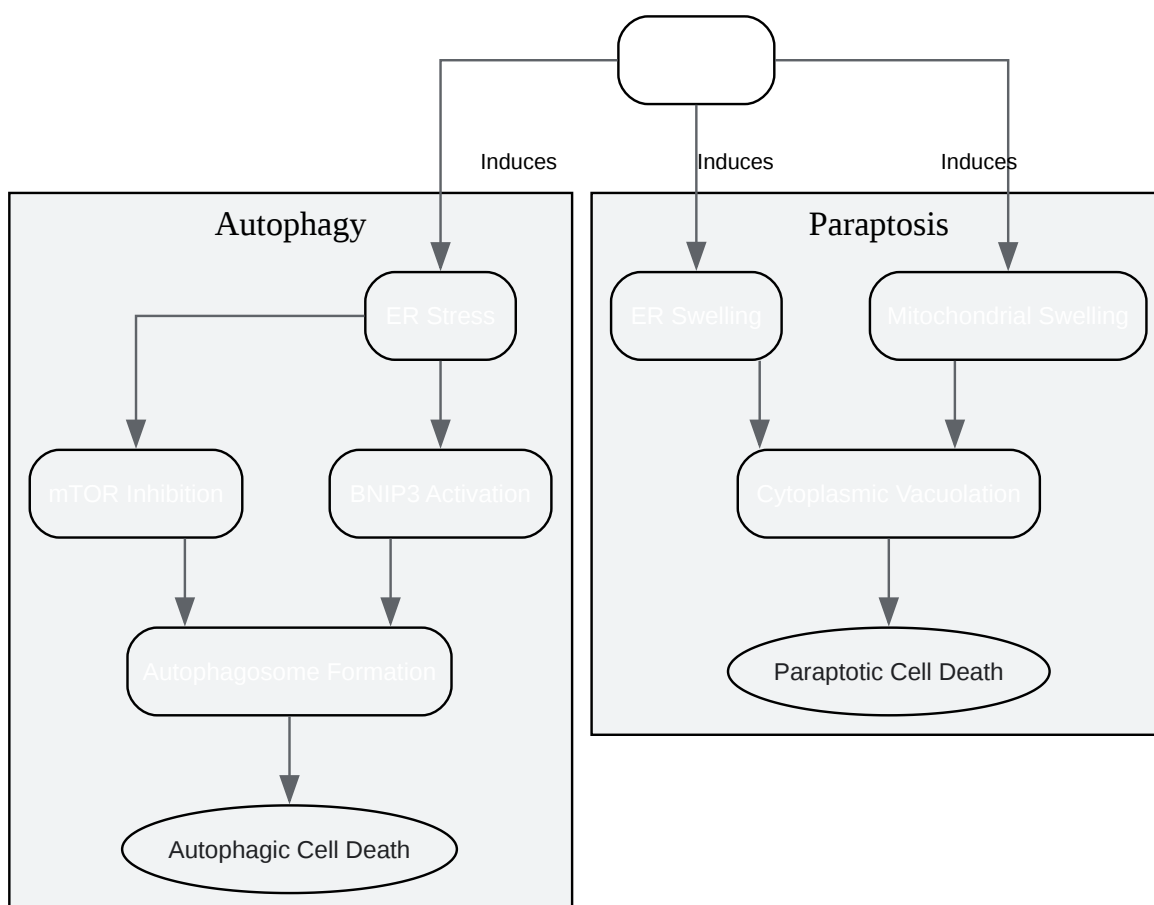 Induces
Induces
Induces
Autophagy
Paraptosis
ER Stress
ER Swelling
Mitochondrial Swelling
mTOR Inhibition
BNIP3 Activation
Cytoplasmic Vacuolation
Autophagosome Formation
Paraptotic Cell Death
Autophagic Cell Death